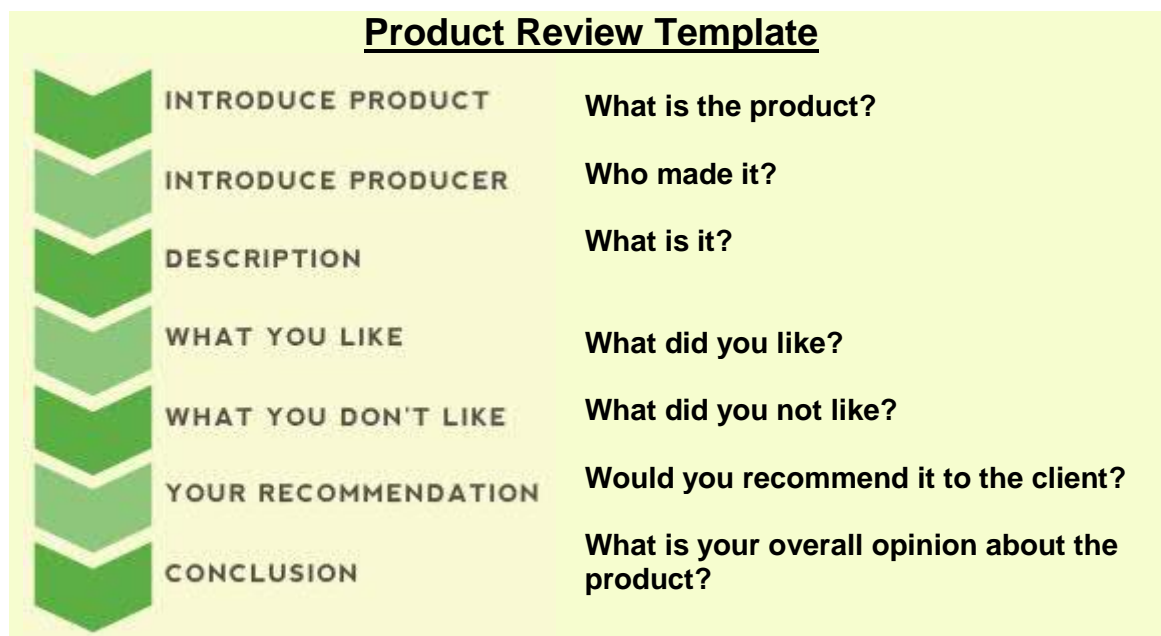 Product Review Template
INTRODUCE PRODUCT
What is the product?
INTRODUCE PRODUCER
Who made it?
DESCRIPTION
What is it?
WHAT YOU LIKE
What did you like?
WHAT YOU DON'T LIKE
What did you not like?
YOUR RECOMMENDATION
Would you recommend it to the client?
CONCLUSION
What is your overall opinion about the
product?